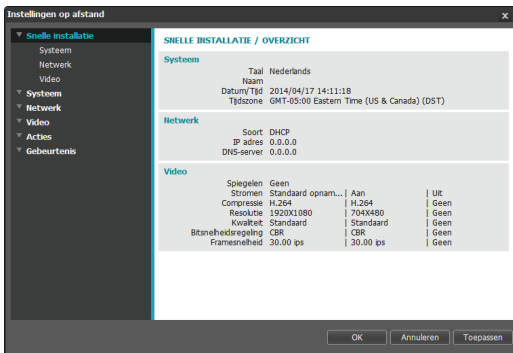 Instellingen op afstand
x
Snelle installatie
Systeem
Netwerk
Video
Systeem
Netwerk
Video
Acties
Gebeurtenis
SNELLE INSTALLATIE / OVERZICHT
Systeem
Taal Nederlands
Naam
Datum/Tijd 2014/04/17 14:11:18
Tijdszone GMT-05:00 Eastern Time (US & Canada) (DST)
Netwerk
Soort DHCP
IP adres 0.0.0.0
DNS-server 0.0.0.0
Video
Spiegelen Geen
Stromen Standaard opnam... | Aan | Uit
Compressie H.264 | H.264 | Geen
Resolutie 1920X1080 | 704X480 | Geen
Kwaliteit Standaard | Standaard | Geen
Bitsnelheidsregeling CBR | CBR | Geen
Framesnelheid 30.00 ips | 30.00 ips | Geen
OK Annuleren Toepassen